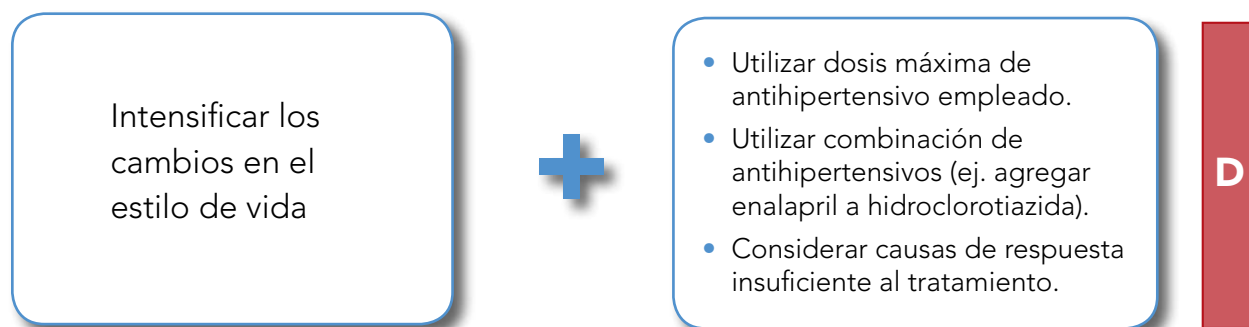 Intensificar los
cambios en el
estilo de vida
• Utilizar dosis máxima de
antihipertensivo empleado.
• Utilizar combinación de
antihipertensivos (ej. agregar
enalapril a hidroclorotiazida).
• Considerar causas de respuesta
insuficiente al tratamiento.
D